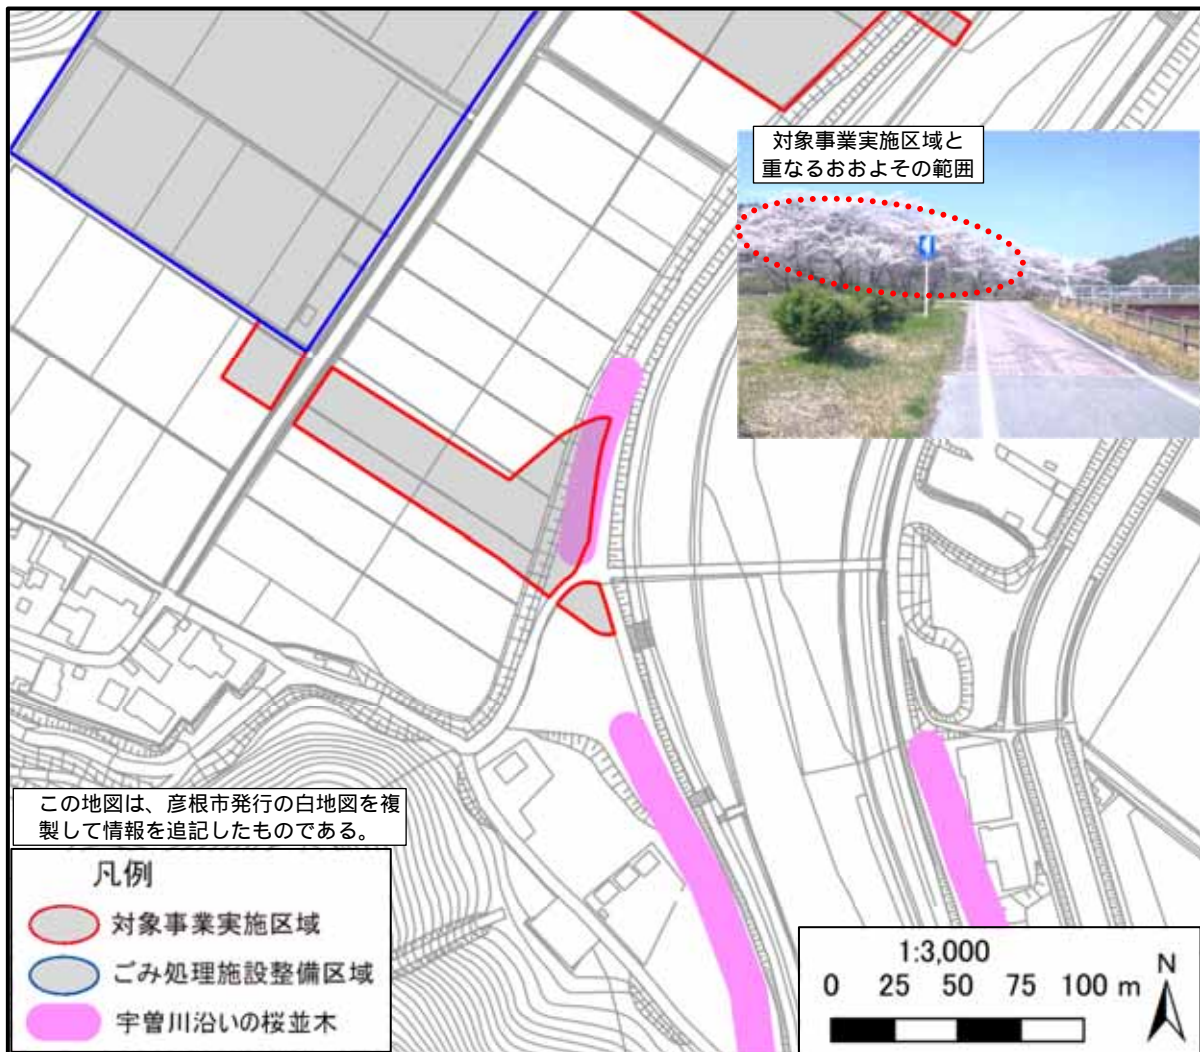 対象事業実施区域と
重なるおおよその範囲
この地図は、彦根市発行の白地図を複
製して情報を追記したものである。
凡例
対象事業実施区域
ごみ処理施設整備区域
宇曽川沿いの桜並木
1:3,000
0 25 50 75 100 m
N